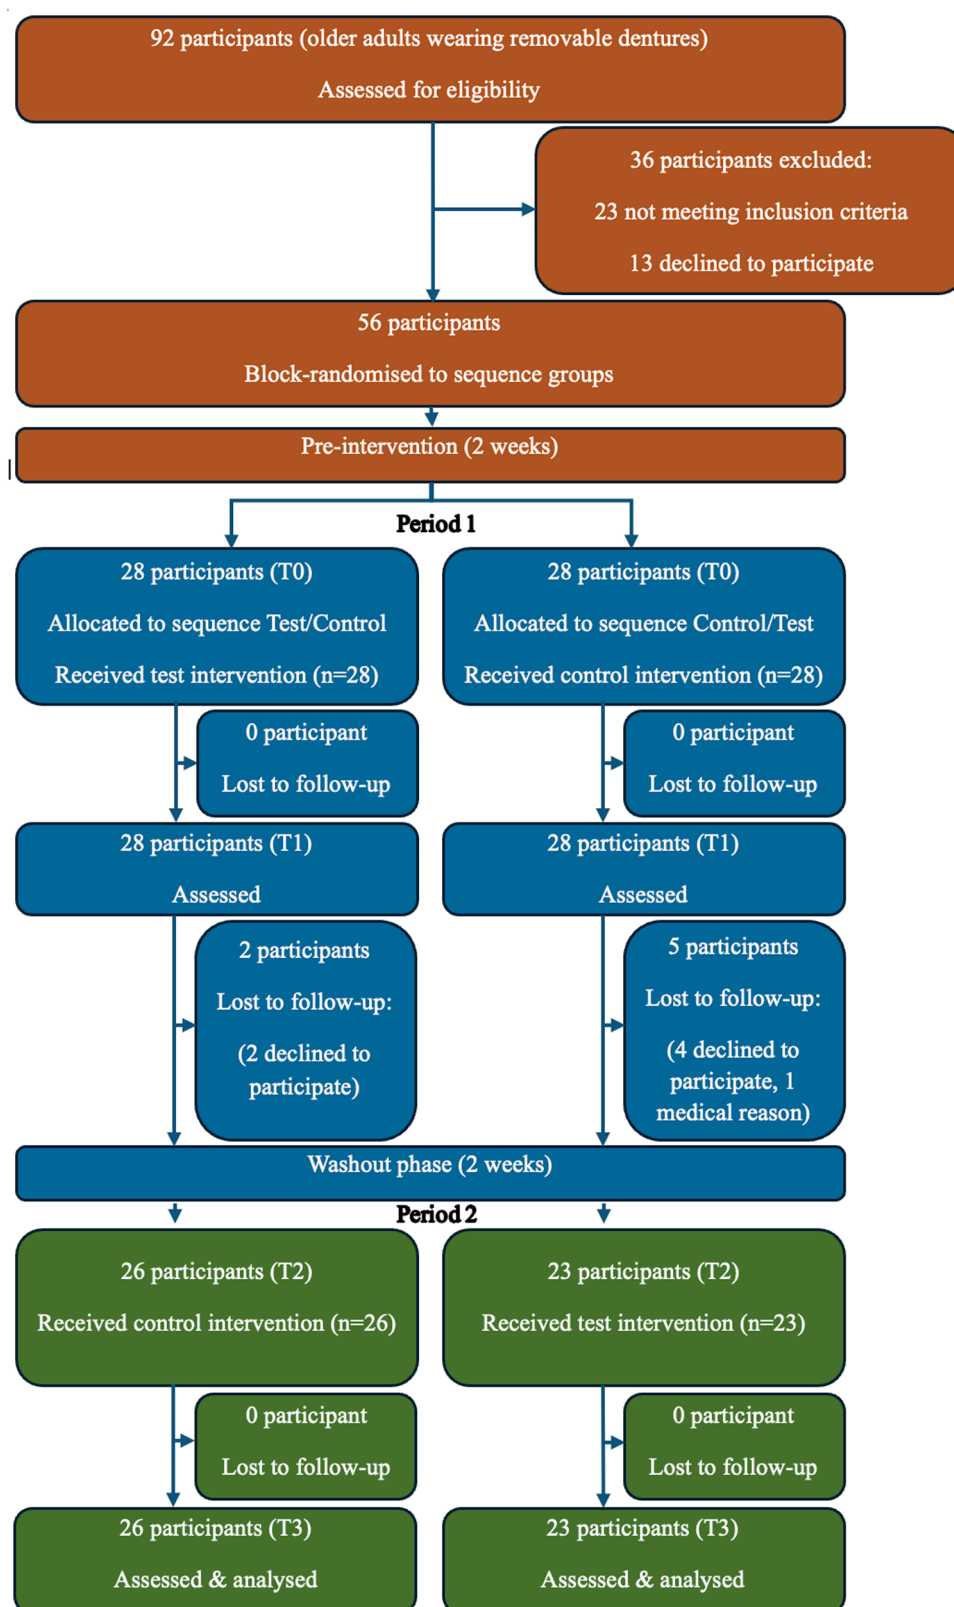 92 participants (older adults wearing removable dentures)
Assessed for eligibility
36 participants excluded:
23 not meeting inclusion criteria
13 declined to participate
56 participants
Block-randomised to sequence groups
Pre-intervention (2 weeks)
Period 1
28 participants (T0)
Allocated to sequence Test/Control
Received test intervention (n=28)
28 participants (T0)
Allocated to sequence Control/Test
Received control intervention (n=28)
0 participant
Lost to follow-up
0 participant
Lost to follow-up
28 participants (T1)
Assessed
28 participants (T1)
Assessed
2 participants
Lost to follow-up:
(2 declined to
participate)
5 participants
Lost to follow-up:
(4 declined to
participate, 1
medical reason)
Washout phase (2 weeks)
Period 2
26 participants (T2)
Received control intervention (n=26)
23 participants (T2)
Received test intervention (n=23)
0 participant
Lost to follow-up
0 participant
Lost to follow-up
26 participants (T3)
Assessed & analysed
23 participants (T3)
Assessed & analysed